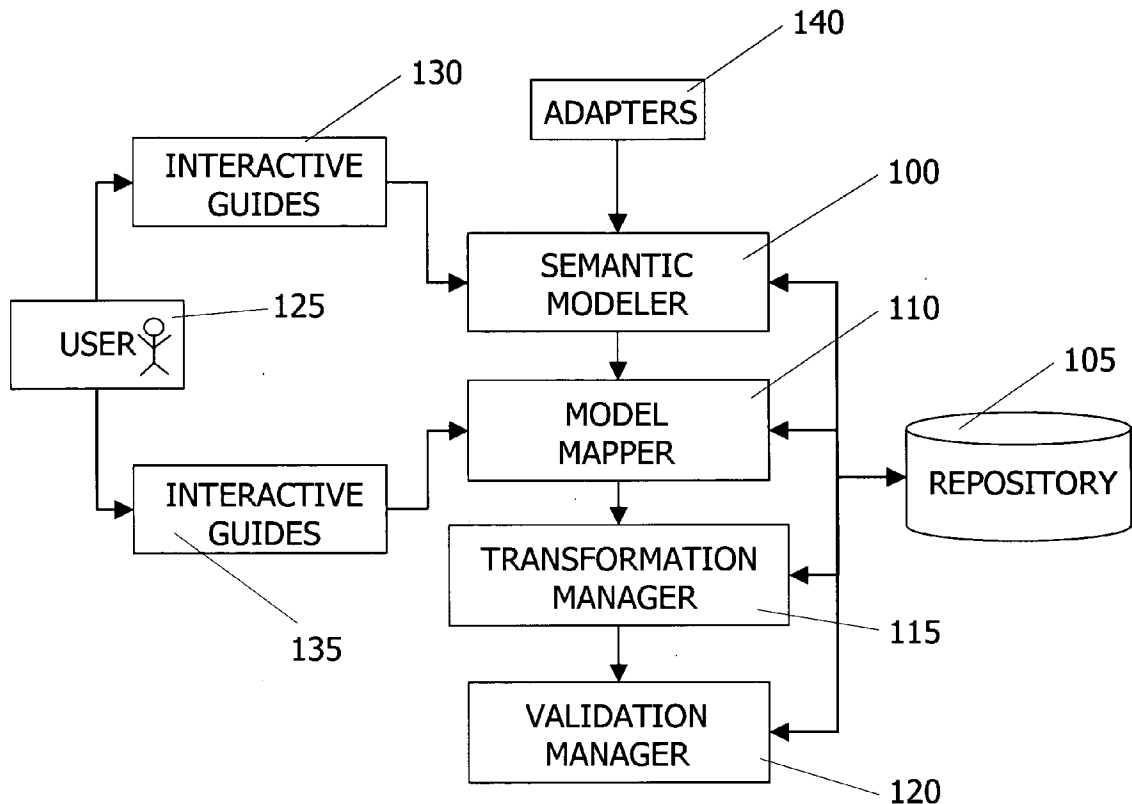 140
130
ADAPTERS
INTERACTIVE
GUIDES
100
SEMANTIC
MODELER
125
USER
110
105
MODEL
MAPPER
REPOSITORY
INTERACTIVE
GUIDES
TRANSFORMATION
MANAGER
115
135
VALIDATION
MANAGER
120